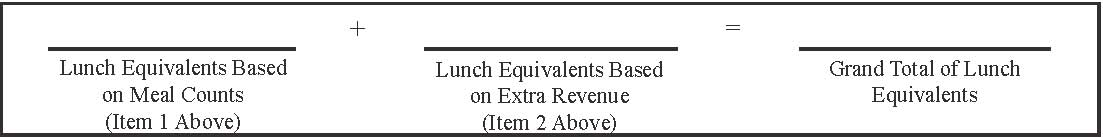 + =
Lunch Equivalents Based
on Meal Counts
(Item 1 Above)
Lunch Equivalents Based
on Extra Revenue
(Item 2 Above)
Grand Total of Lunch
Equivalents